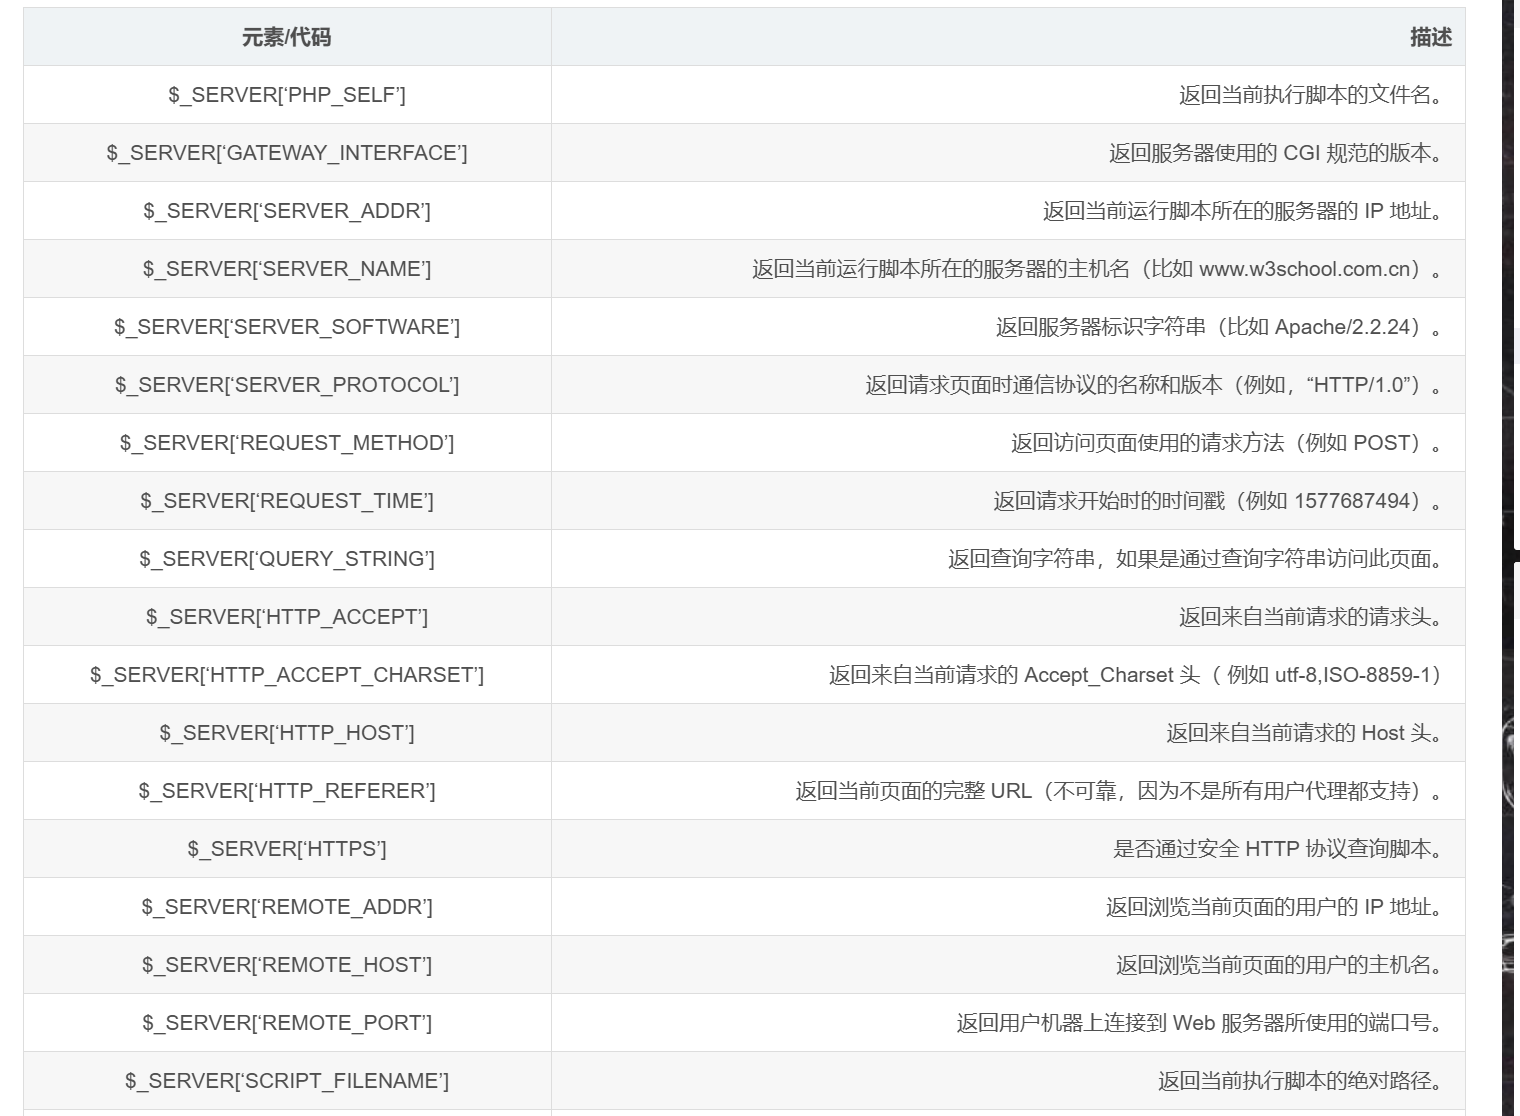 元素/代码 描述
$_SERVER[‘PHP_SELF’] 返回当前执行脚本的文件名。
$_SERVER[‘GATEWAY_INTERFACE’] 返回服务器使用的 CGI 规范的版本。
$_SERVER[‘SERVER_ADDR’] 返回当前运行脚本所在的服务器的 IP 地址。
$_SERVER[‘SERVER_NAME’] 返回当前运行脚本所在的服务器的主机名（比如 www.w3school.com.cn）。
$_SERVER[‘SERVER_SOFTWARE’] 返回服务器标识字符串（比如 Apache/2.2.24）。
$_SERVER[‘SERVER_PROTOCOL’] 返回请求页面时通信协议的名称和版本（例如，“HTTP/1.0”）。
$_SERVER[‘REQUEST_METHOD’] 返回访问页面使用的请求方法（例如 POST）。
$_SERVER[‘REQUEST_TIME’] 返回请求开始时的时间戳（例如 1577687494）。
$_SERVER[‘QUERY_STRING’] 返回查询字符串，如果是通过查询字符串访问此页面。
$_SERVER[‘HTTP_ACCEPT’] 返回来自当前请求的请求头。
$_SERVER[‘HTTP_ACCEPT_CHARSET’] 返回来自当前请求的 Accept_Charset 头（ 例如 utf-8,ISO-8859-1）
$_SERVER[‘HTTP_HOST’] 返回来自当前请求的 Host 头。
$_SERVER[‘HTTP_REFERER’] 返回当前页面的完整 URL（不可靠，因为不是所有用户代理都支持）。
$_SERVER[‘HTTPS’] 是否通过安全 HTTP 协议查询脚本。
$_SERVER[‘REMOTE_ADDR’] 返回浏览当前页面的用户的 IP 地址。
$_SERVER[‘REMOTE_HOST’] 返回浏览当前页面的用户的主机名。
$_SERVER[‘REMOTE_PORT’] 返回用户机器上连接到 Web 服务器所使用的端口号。
$_SERVER[‘SCRIPT_FILENAME’] 返回当前执行脚本的绝对路径。